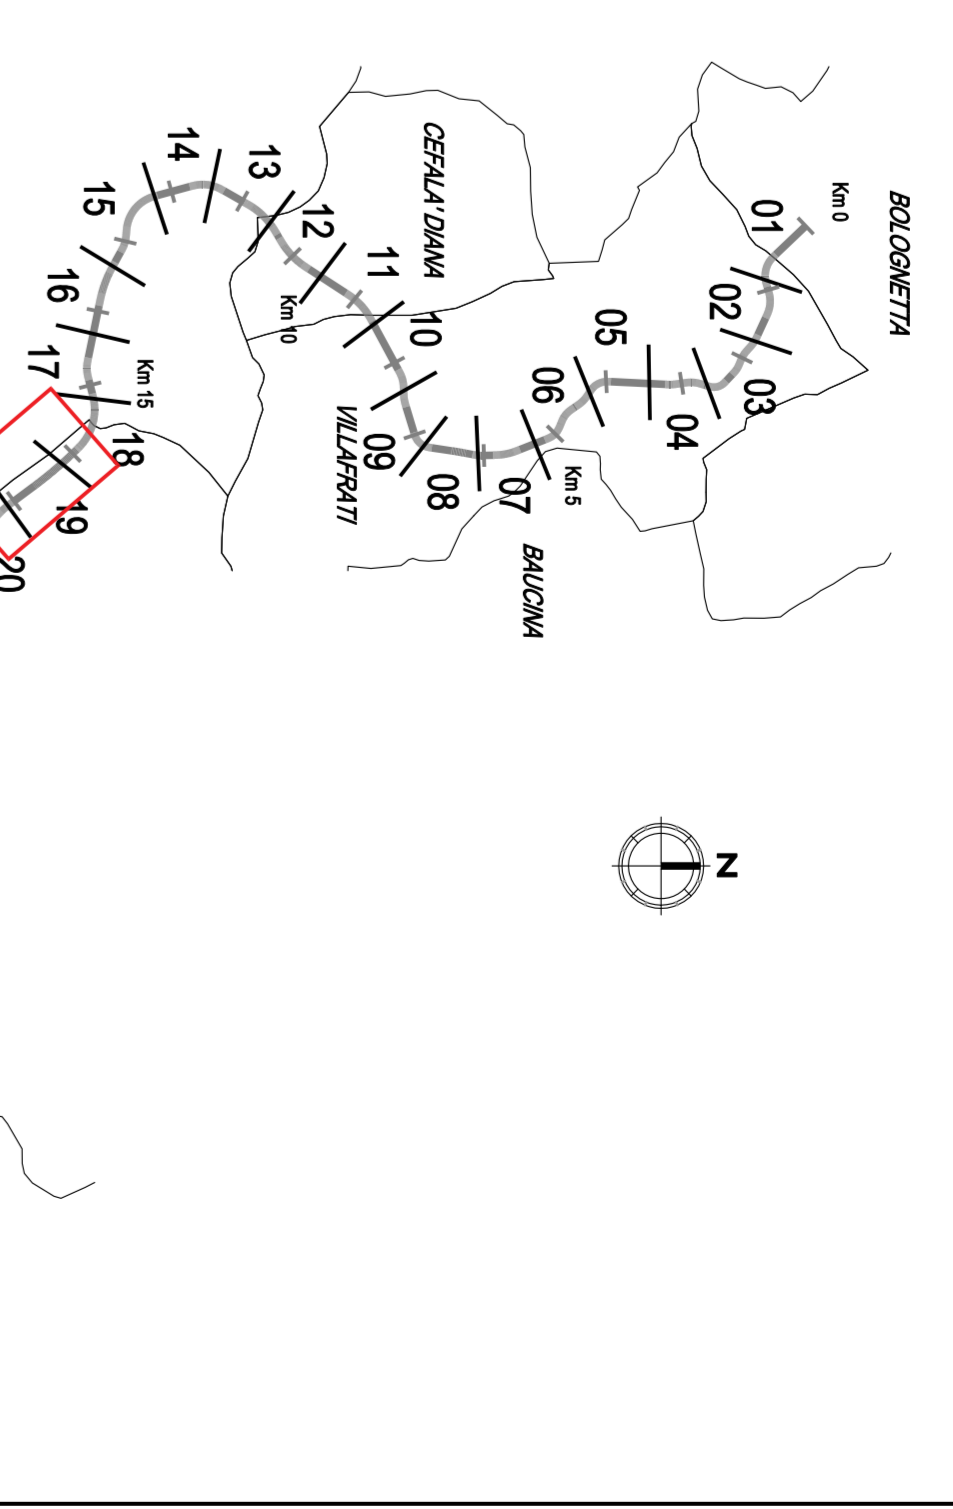 BOLOGNETTA
Km 0
01
02
03
04
05
06
Km 5
07
BAUCINA
08
09
VILLAFRATI
10
CEFALA'DIANA
11
Km 10
12
13
14
15
16
Km 15
17
18
19
20
N